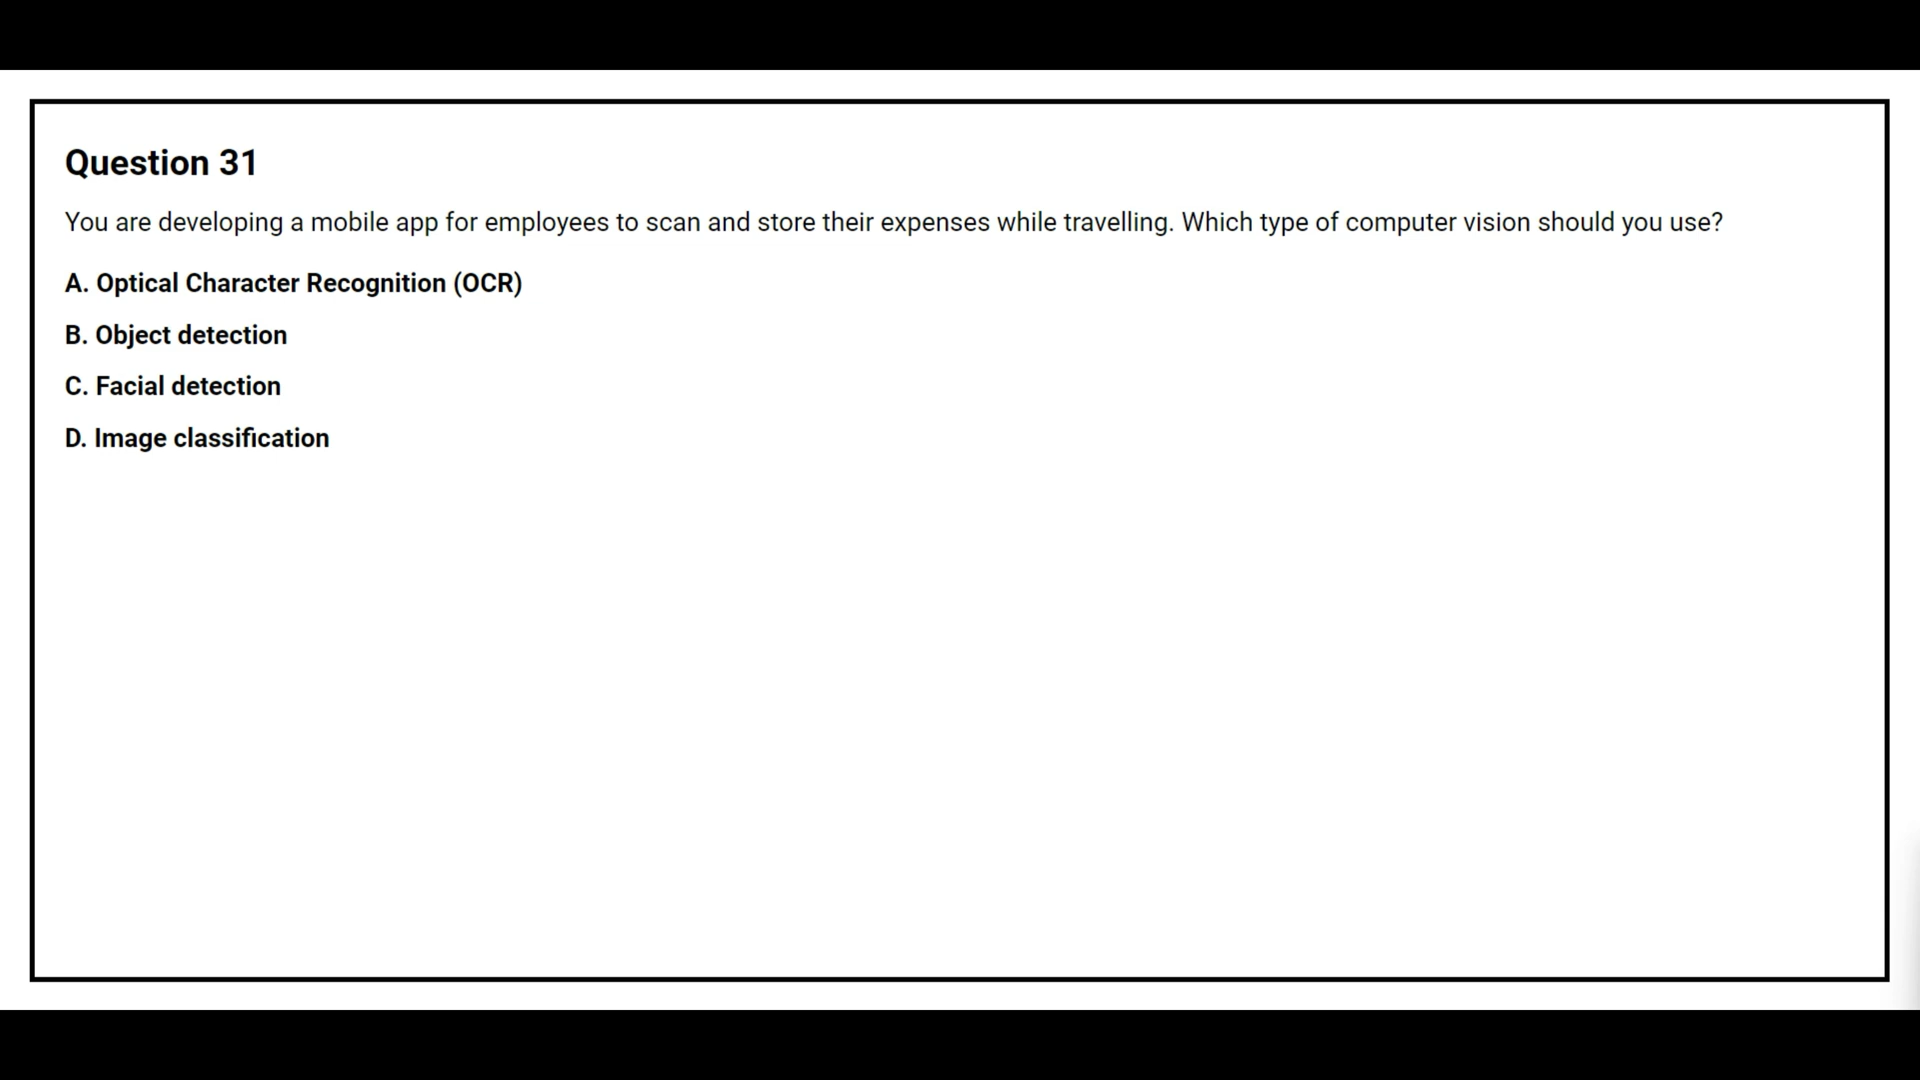 Question 31
You are developing a mobile app for employees to scan and store their expenses while travelling. Which type of computer vision should you use?
A. Optical Character Recognition (OCR)
B. Object detection
C. Facial detection
D. Image classification